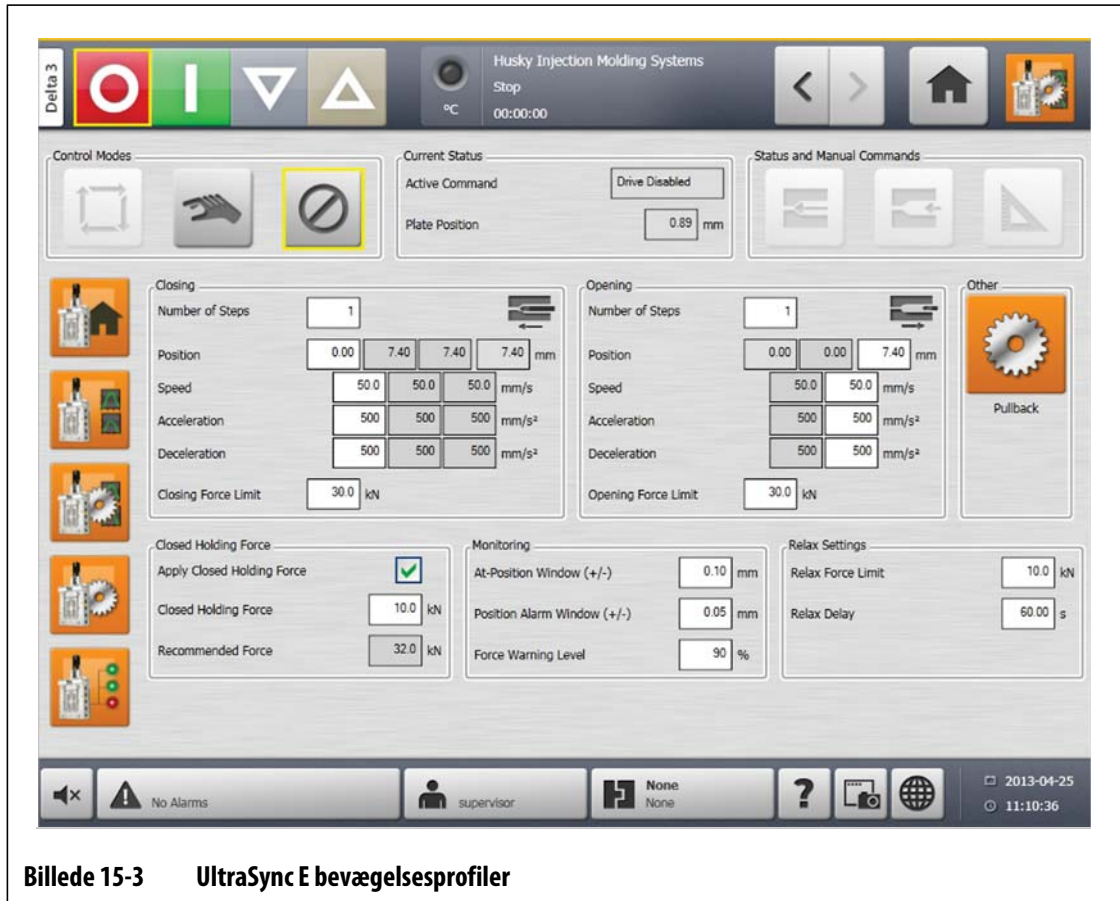 Delta 3
°C
Husky Injection Molding Systems
Stop
00:00:00
Control Modes
Current Status
Active Command Drive Disabled
Plate Position 0.89 mm
Status and Manual Commands
Closing
Number of Steps 1
Position 0.00 7.40 7.40 7.40 mm
Speed 50.0 50.0 50.0 mm/s
Acceleration 500 500 500 mm/s²
Deceleration 500 500 500 mm/s²
Closing Force Limit 30.0 kN
Opening
Number of Steps 1
Position 0.00 0.00 7.40 mm
Speed 50.0 50.0 mm/s
Acceleration 500 500 mm/s²
Deceleration 500 500 mm/s²
Opening Force Limit 30.0 kN
Other
Pullback
Closed Holding Force
Apply Closed Holding Force
Closed Holding Force 10.0 kN
Recommended Force 32.0 kN
Monitoring
At-Position Window (+/-) 0.10 mm
Position Alarm Window (+/-) 0.05 mm
Force Warning Level 90 %
Relax Settings
Relax Force Limit 10.0 kN
Relax Delay 60.00 s
No Alarms
supervisor
None
None
2013-04-25
11:10:36
Billede 15-3 UltraSync E bevægelsesprofiler